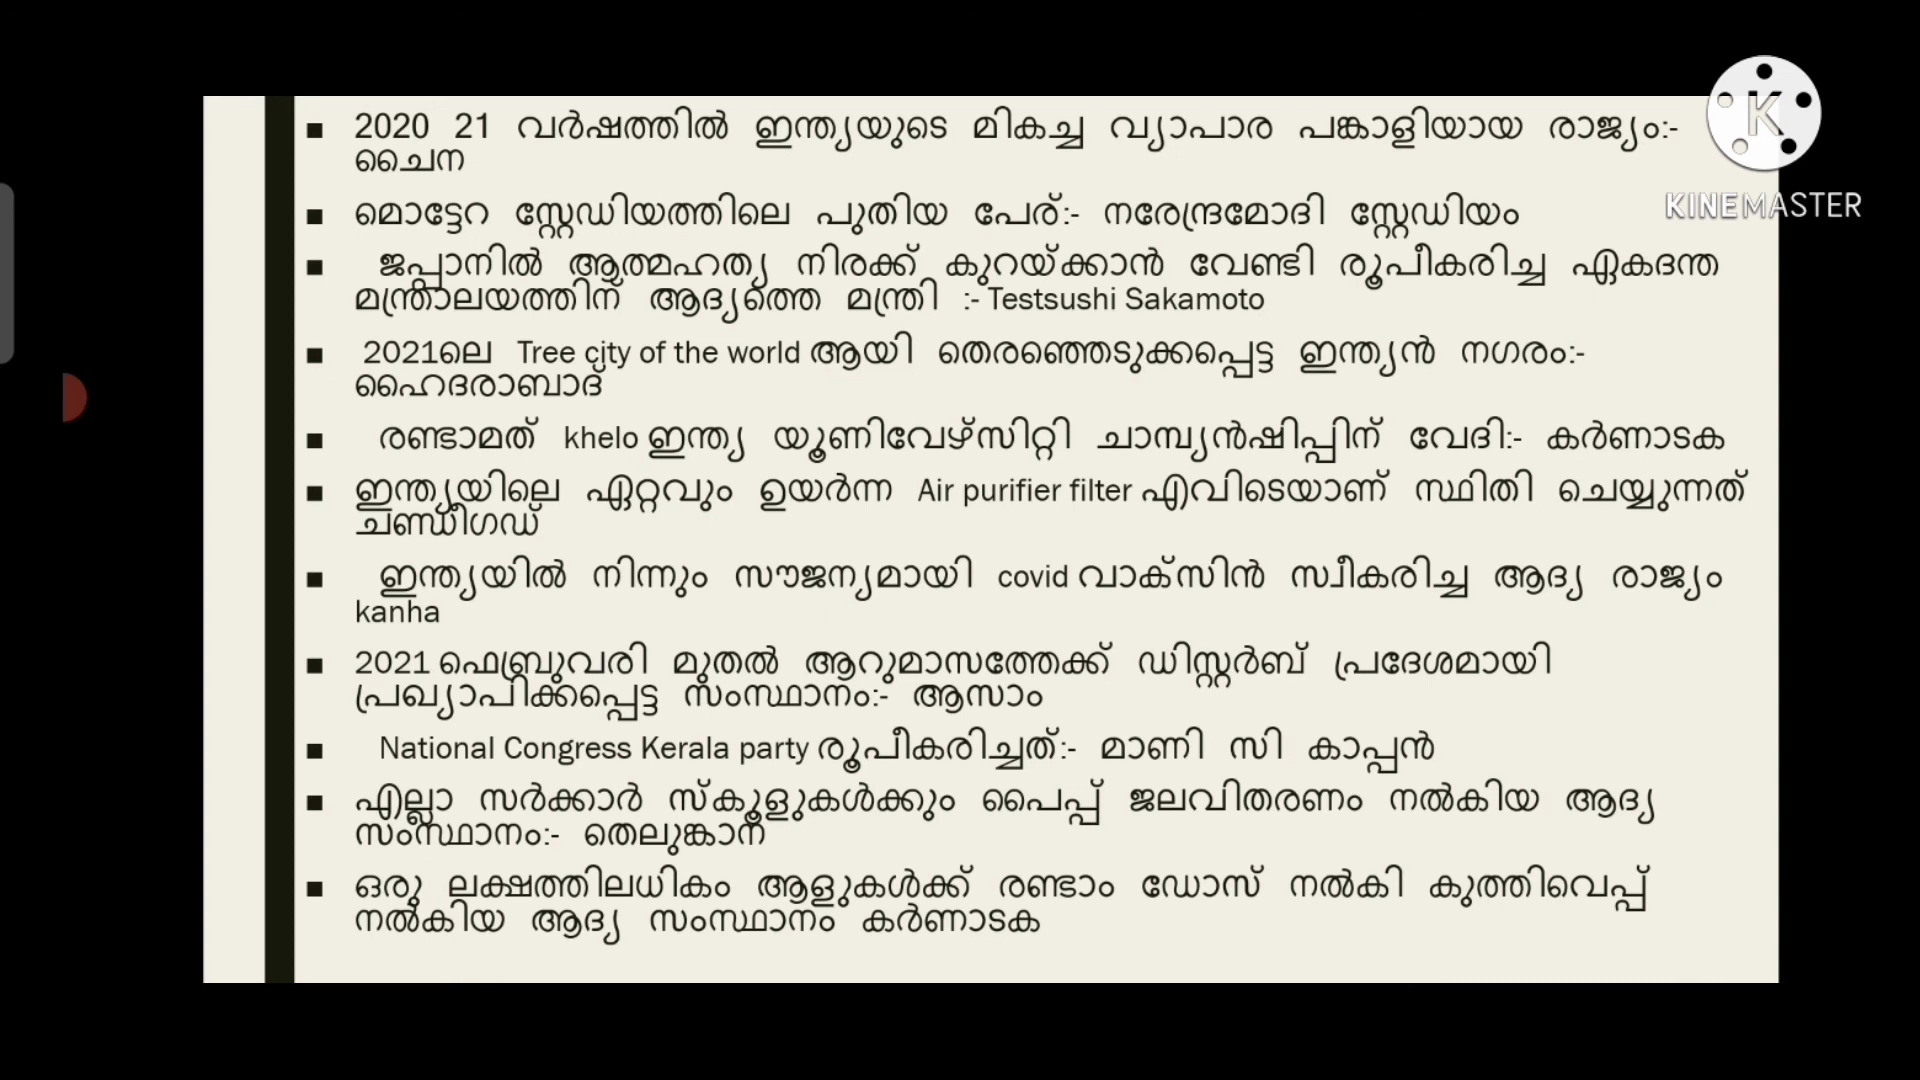 2020 21 വർഷത്തിൽ ഇന്ത്യയുടെ മികച്ച വ്യാപാര പങ്കാളിയായ രാജ്യം:-
ചൈന
മൊട്ടേറ സ്റ്റേഡിയത്തിലെ പുതിയ പേര്:- നരേന്ദ്രമോദി സ്റ്റേഡിയം
ജപ്പാനിൽ ആത്മഹത്യ നിരക്ക് കുറയ്ക്കാൻ വേണ്ടി രൂപീകരിച്ച ഏകദന്ത
മന്ത്രാലയത്തിന് ആദ്യത്തെ മന്ത്രി :- Testsushi Sakamoto
2021ലെ Tree city of the world ആയി തെരഞ്ഞെടുക്കപ്പെട്ട ഇന്ത്യൻ നഗരം:-
ഹൈദരാബാദ്
രണ്ടാമത് khelo ഇന്ത്യ യൂണിവേഴ്സിറ്റി ചാമ്പ്യൻഷിപ്പിന് വേദി:- കർണാടക
ഇന്ത്യയിലെ ഏറ്റവും ഉയർന്ന Air purifier filter എവിടെയാണ് സ്ഥിതി ചെയ്യുന്നത്
ചണ്ഡീഗഡ്
ഇന്ത്യയിൽ നിന്നും സൗജന്യമായി covid വാക്സിൻ സ്വീകരിച്ച ആദ്യ രാജ്യം
kanha
2021 ഫെബ്രുവരി മുതൽ ആറുമാസത്തേക്ക് ഡിസ്റ്റർബ് പ്രദേശമായി
പ്രഖ്യാപിക്കപ്പെട്ട സംസ്ഥാനം:- ആസാം
National Congress Kerala party രൂപീകരിച്ചത്:- മാണി സി കാപ്പൻ
എല്ലാ സർക്കാർ സ്കൂളുകൾക്കും പൈപ്പ് ജലവിതരണം നൽകിയ ആദ്യ
സംസ്ഥാനം:- തെലുങ്കാന
ഒരു ലക്ഷത്തിലധികം ആളുകൾക്ക് രണ്ടാം ഡോസ് നൽകി കുത്തിവെപ്പ്
നൽകിയ ആദ്യ സംസ്ഥാനം കർണാടക
K
KINEMASTER